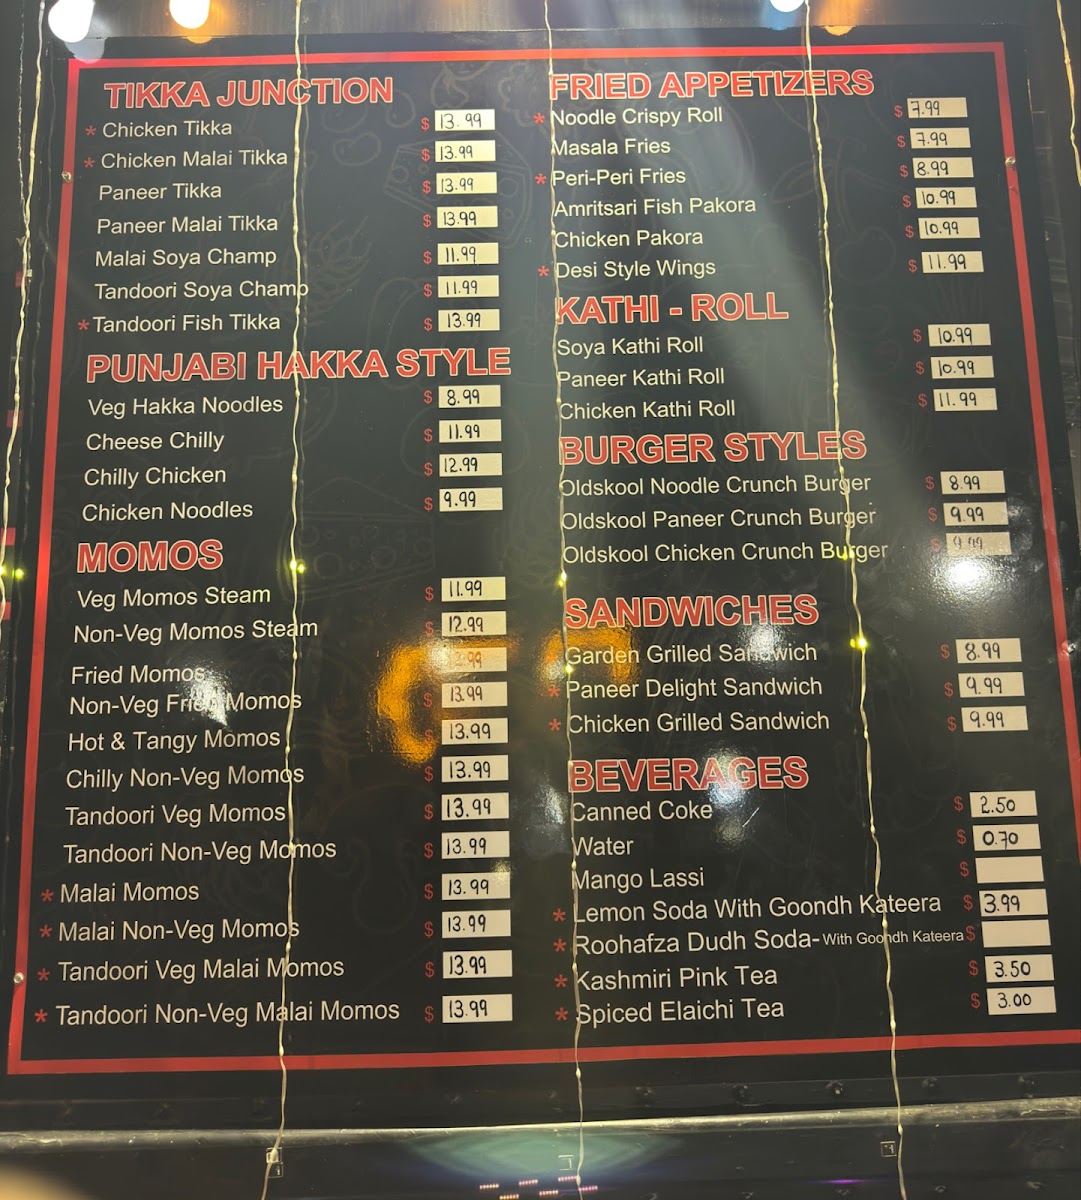 TIKKA JUNCTION
* Chicken Tikka $ 13.99
* Chicken Malai Tikka $ 13.99
Paneer Tikka $ 13.99
Paneer Malai Tikka $ 13.99
Malai Soya Champ $ 11.99
Tandoori Soya Champ $ 11.99
* Tandoori Fish Tikka $ 13.99
PUNJABI HAKKA STYLE
Veg Hakka Noodles $ 8.99
Cheese Chilly $ 11.99
Chilly Chicken $ 12.99
Chicken Noodles $ 9.99
MOMOS
Veg Momos Steam $ 11.99
Non-Veg Momos Steam $ 12.99
Fried Momos
Non-Veg Fried Momos $ 13.99
Hot & Tangy Momos $ 13.99
Chilly Non-Veg Momos $ 13.99
Tandoori Veg Momos $ 13.99
Tandoori Non-Veg Momos $ 13.99
* Malai Momos $ 13.99
* Malai Non-Veg Momos $ 13.99
* Tandoori Veg Malai Momos $ 13.99
* Tandoori Non-Veg Malai Momos $ 13.99
FRIED APPETIZERS
* Noodle Crispy Roll $ 7.99
Masala Fries $ 7.99
* Peri-Peri Fries $ 8.99
Amritsari Fish Pakora $ 10.99
Chicken Pakora $ 10.99
* Desi Style Wings $ 11.99
KATHI - ROLL
Soya Kathi Roll $ 10.99
Paneer Kathi Roll $ 10.99
Chicken Kathi Roll $ 11.99
BURGER STYLES
Oldskool Noodle Crunch Burger $ 8.99
Oldskool Paneer Crunch Burger $ 9.99
Oldskool Chicken Crunch Burger $ 9.99
SANDWICHES
Garden Grilled Sandwich $ 8.99
* Paneer Delight Sandwich $ 9.99
* Chicken Grilled Sandwich $ 9.99
BEVERAGES
Canned Coke $ 2.50
Water $ 0.70
Mango Lassi $
* Lemon Soda With Goondh Kateera $ 3.99
* Roohafza Dudh Soda- With Goondh Kateera $
* Kashmiri Pink Tea $ 3.50
* Spiced Elaichi Tea $ 3.00